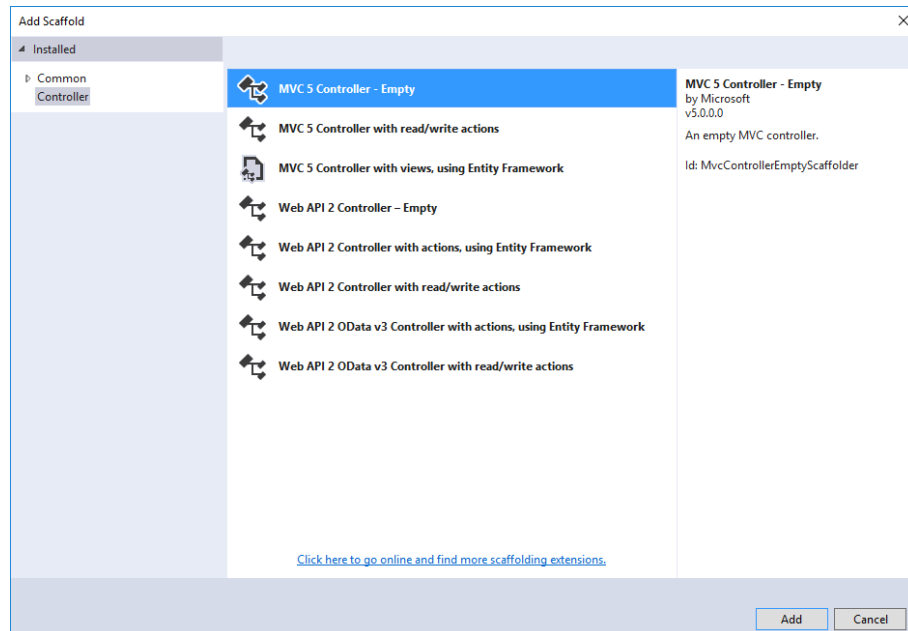 Add Scaffold
Installed
Common
Controller
MVC 5 Controller - Empty
MVC 5 Controller with read/write actions
MVC 5 Controller with views, using Entity Framework
Web API 2 Controller – Empty
Web API 2 Controller with actions, using Entity Framework
Web API 2 Controller with read/write actions
Web API 2 OData v3 Controller with actions, using Entity Framework
Web API 2 OData v3 Controller with read/write actions
Click here to go online and find more scaffolding extensions.
MVC 5 Controller - Empty
by Microsoft
v5.0.0.0
An empty MVC controller.
Id: MvcControllerEmptyScaffolder
Add
Cancel